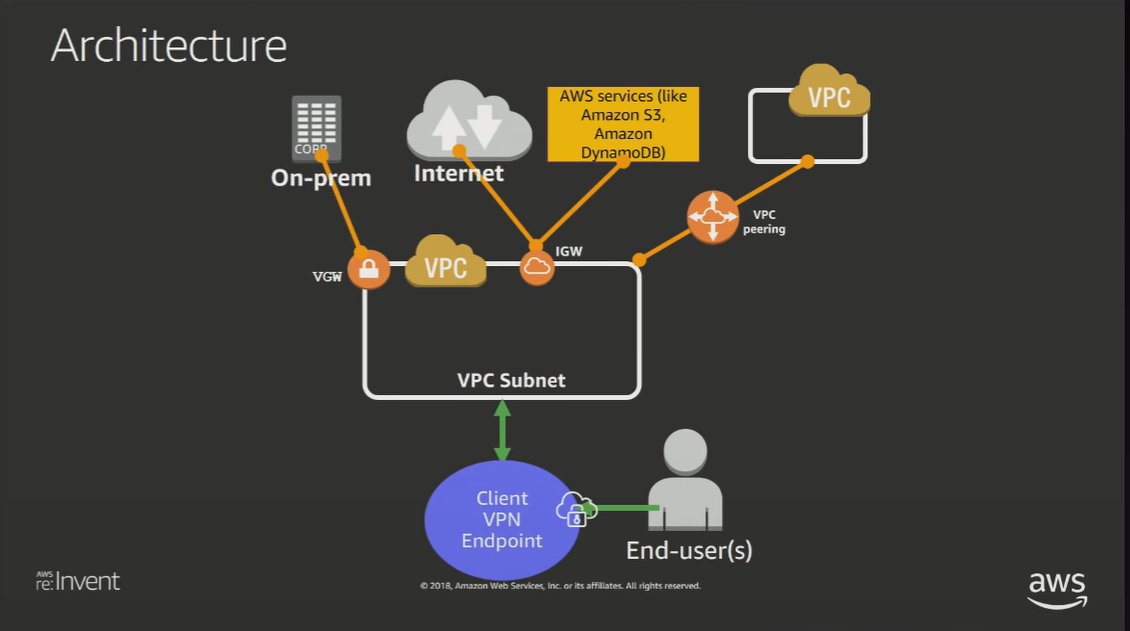 Architecture
CORP
On-prem
Internet
AWS services (like
Amazon S3,
Amazon
DynamoDB)
VPC
VPC
peering
VGW
VPC
IGW
VPC Subnet
Client
VPN
Endpoint
End-user(s)
AWS
re:Invent
© 2018, Amazon Web Services, Inc. or its affiliates. All rights reserved.
aws